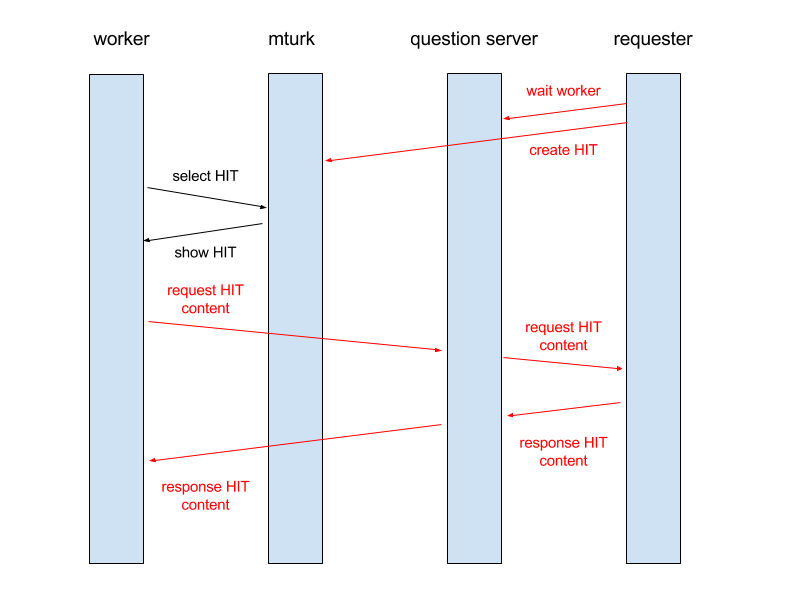 worker
mturk
question server
requester
wait worker
create HIT
select HIT
show HIT
request HIT
content
request HIT
content
response HIT
content
response HIT
content